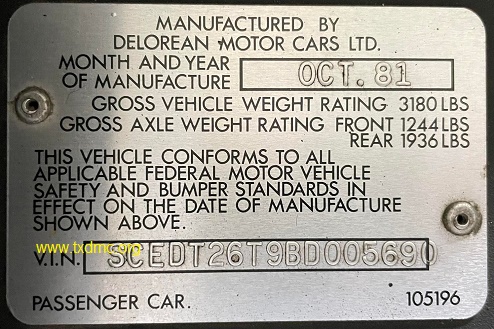 MANUFACTURED BY
DELOREAN MOTOR CARS LTD.
MONTH AND YEAR
OF MANUFACTURE OCT.81
GROSS VEHICLE WEIGHT RATING 3180 LBS
GROSS AXLE WEIGHT RATING FRONT 1244 LBS
REAR 1936 LBS
THIS VEHICLE CONFORMS TO ALL
APPLICABLE FEDERAL MOTOR VEHICLE
SAFETY AND BUMPER STANDARDS IN
EFFECT ON THE DATE OF MANUFACTURE
SHOWN ABOVE.
www.txdmc.org
V.I.N. SCEDT26T9BD005690
PASSENGER CAR. 105196